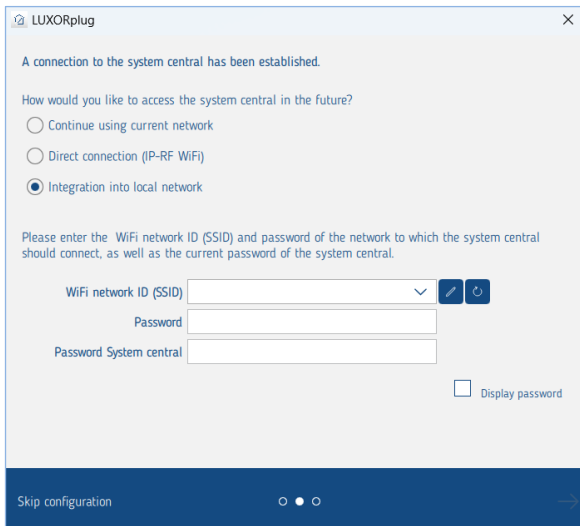 LUXORplug
A connection to the system central has been established.
How would you like to access the system central in the future?
Continue using current network
Direct connection (IP-RF WiFi)
Integration into local network
Please enter the WiFi network ID (SSID) and password of the network to which the system central
should connect, as well as the current password of the system central.
WiFi network ID (SSID)
Password
Password System central
Display password
Skip configuration